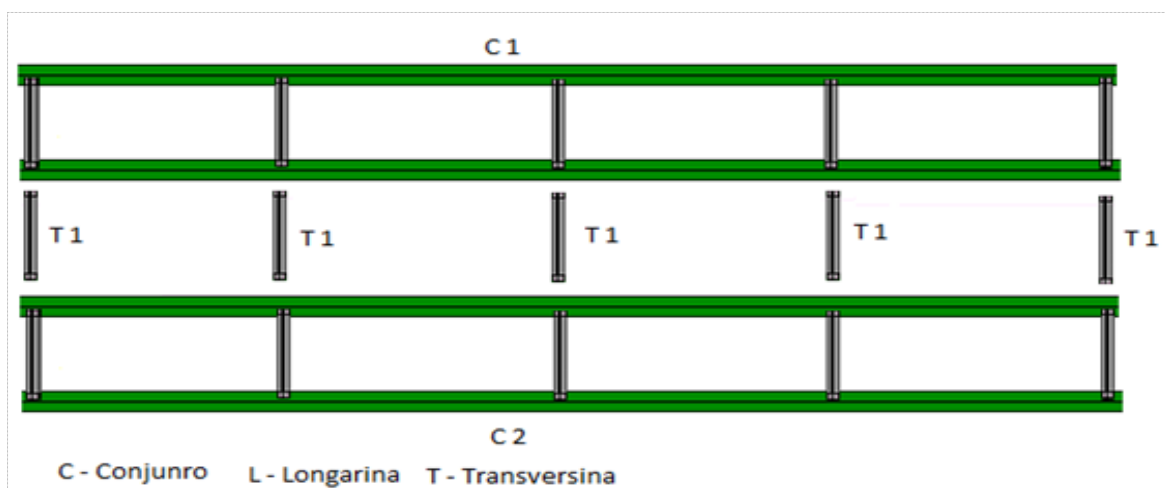 C 1
T 1
T 1
T 1
T 1
T 1
C 2
C - Conjunro L - Longarina T - Transversina